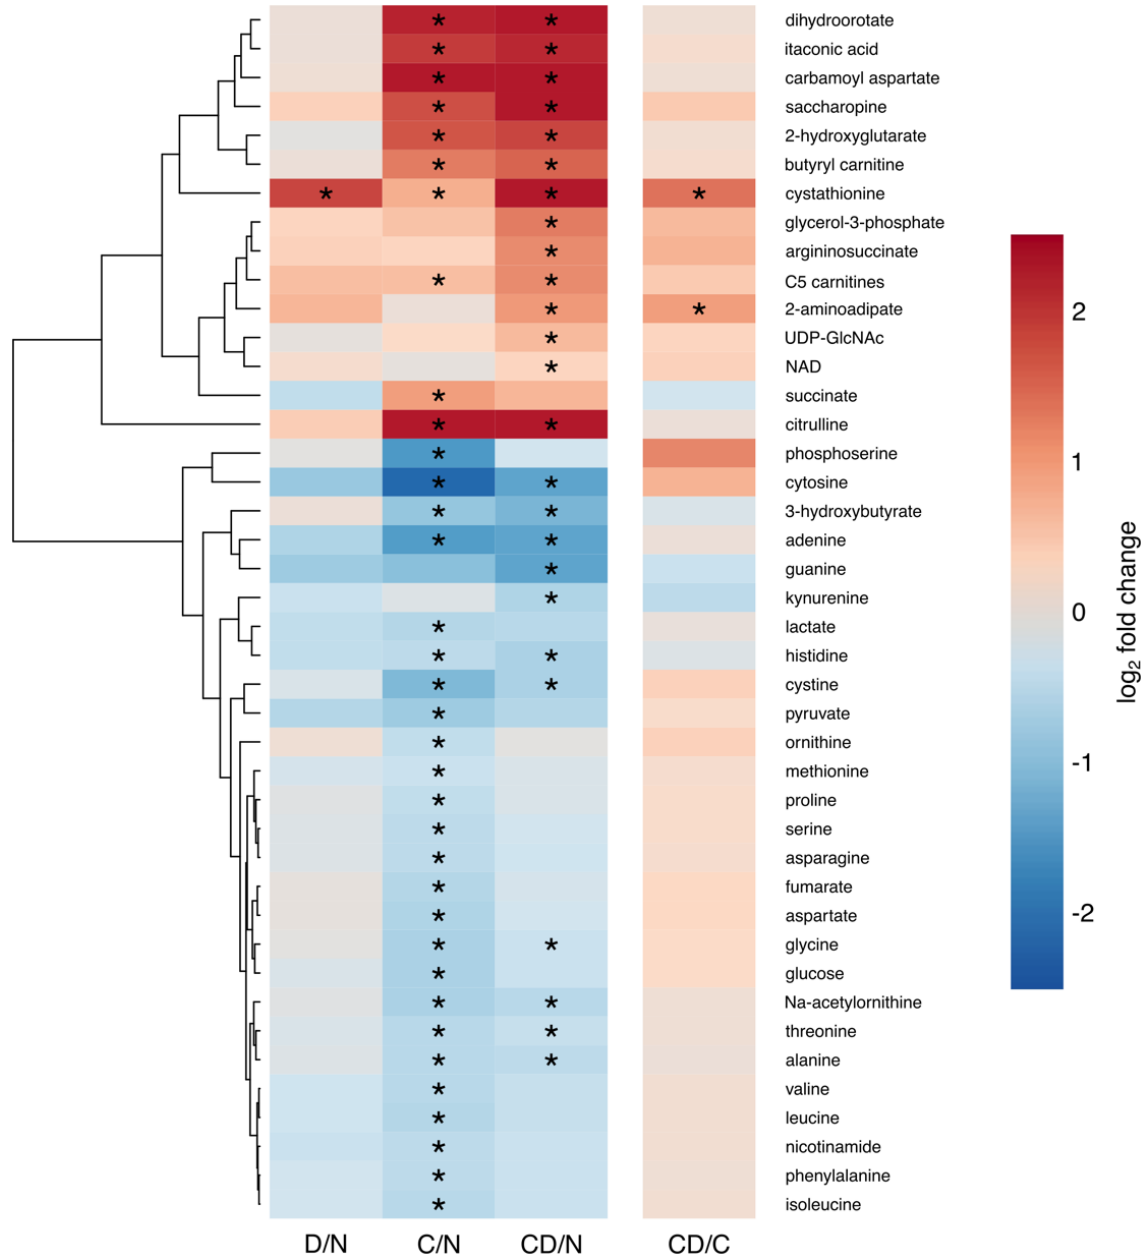 dihydroorotate
itaconic acid
carbamoyl aspartate
saccharopine
2-hydroxyglutarate
butyryl carnitine
cystathionine
glycerol-3-phosphate
argininosuccinate
C5 carnitines
2-aminoadipate
UDP-GlcNAc
NAD
succinate
citrulline
phosphoserine
cytosine
3-hydroxybutyrate
adenine
guanine
kynurenine
lactate
histidine
cystine
pyruvate
ornithine
methionine
proline
serine
asparagine
fumarate
aspartate
glycine
glucose
Na-acetylornithine
threonine
alanine
valine
leucine
nicotinamide
phenylalanine
isoleucine
D/N C/N CD/N CD/C
2
1
0
-1
-2
log₂ fold change